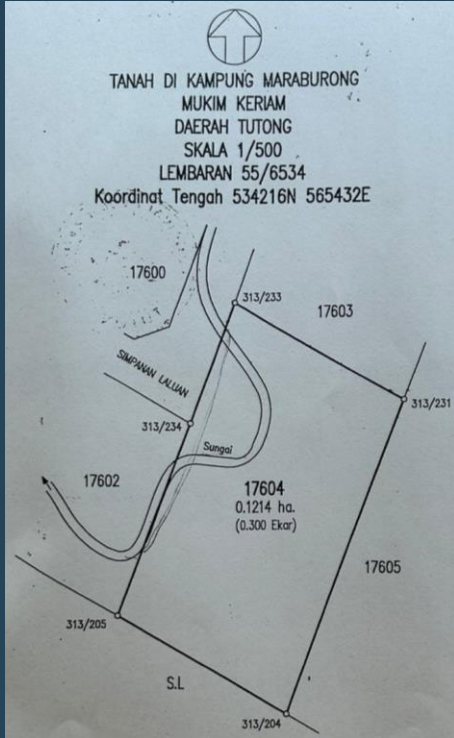 TANAH DI KAMPUNG MARABURONG
MUKIM KERIAM
DAERAH TUTONG
SKALA 1/500
LEMBARAN 55/6534
Koordinat Tengah 534216N 565432E
17600
313/233
17603
SIMPANAN LALUAN
313/231
313/234
Sungai
17602
17604
0.1214 ha.
(0.300 Ekar)
17605
313/205
S.L
313/204